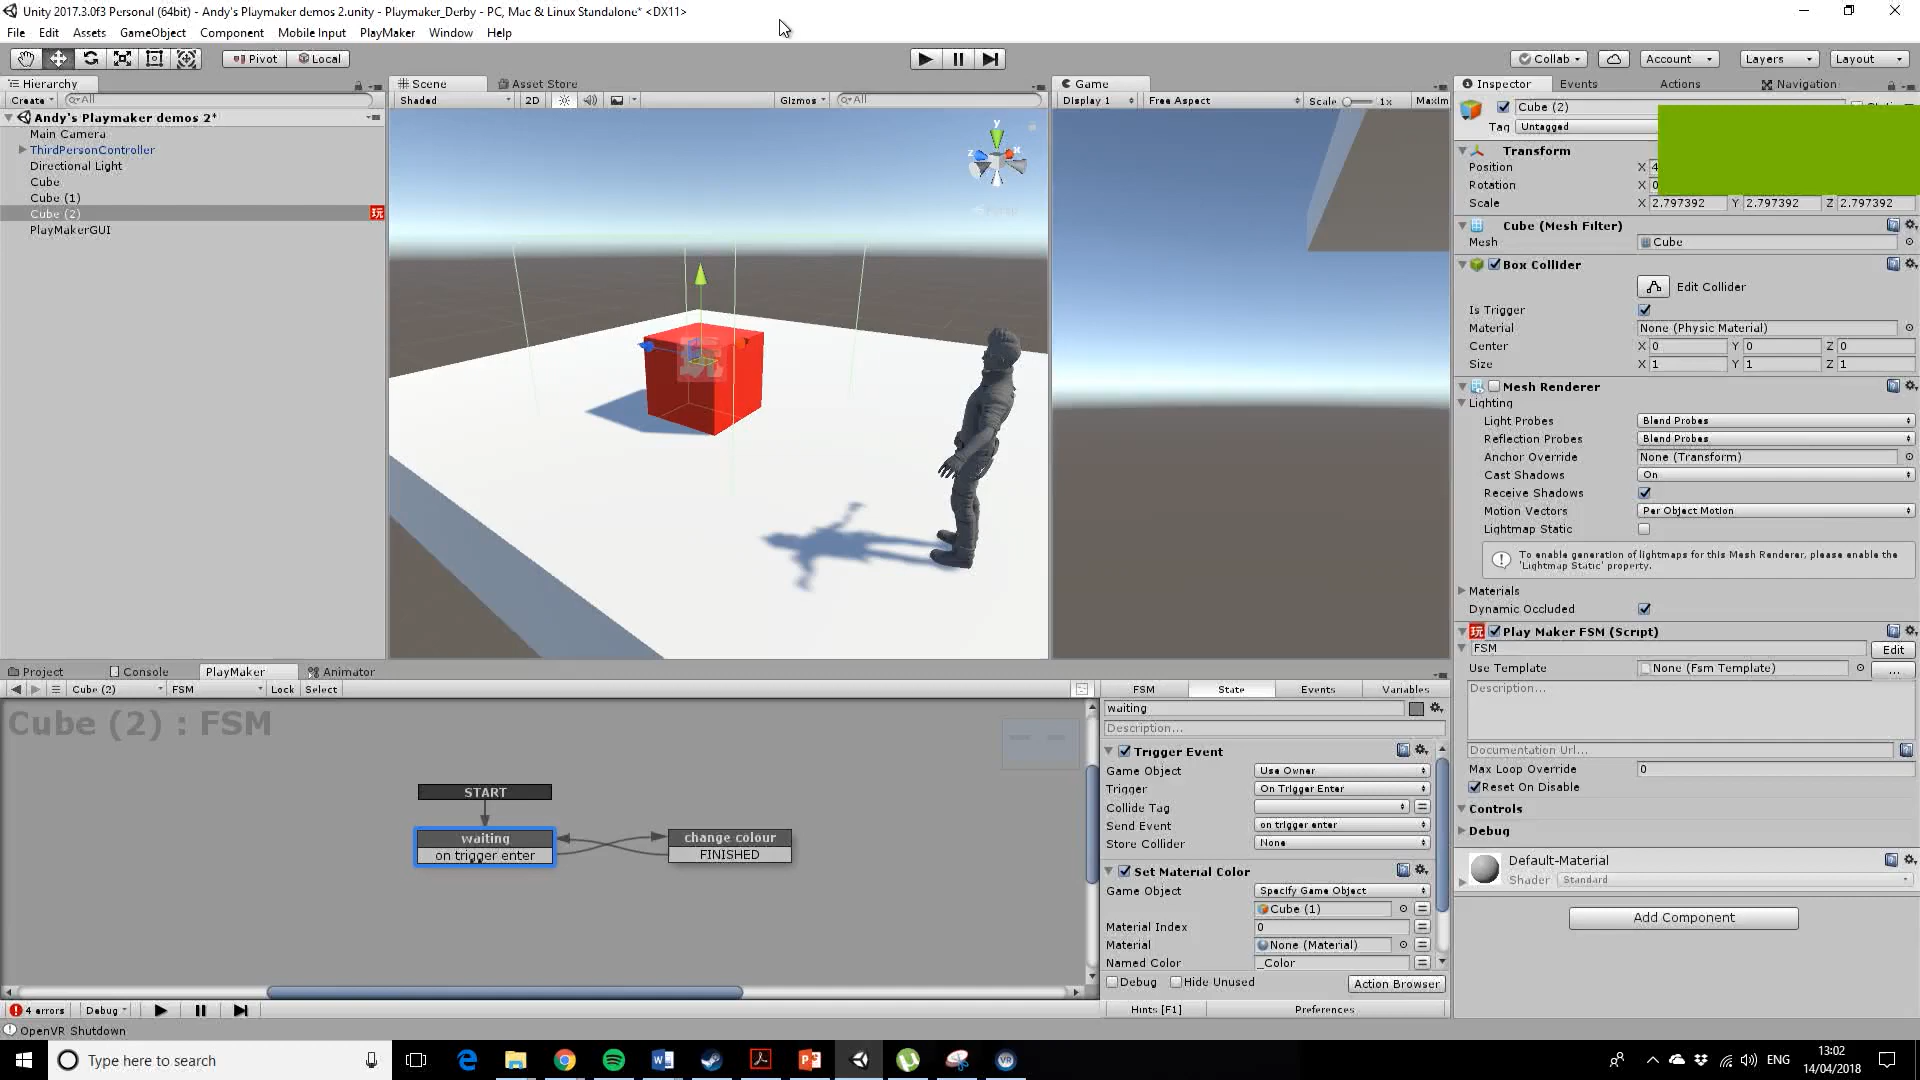 Unity 2017.3.0f3 Personal (64bit) - Andy's Playmaker demos 2.unity - Playmaker_Derby - PC, Mac & Linux Standalone* <DX11>
File Edit Assets GameObject Component Mobile Input PlayMaker Window Help
Pivot Local Collab Account Layers Layout
Hierarchy Scene Asset Store Game Inspector Events Actions Navigation
Create All Shaded 2D Gizmos All Display 1 Free Aspect Scale 1x Maxim Cube (2)
Andy's Playmaker demos 2*
Tag Untagged
Main Camera
ThirdPersonController
Directional Light
Cube
Cube (1)
Cube (2) 玩
PlayMakerGUI
y
x
z
Persp
Transform
Position X 4
Rotation X 0
Scale X 2.797392 Y 2.797392 Z 2.797392
Cube (Mesh Filter)
Mesh Cube
Box Collider
Edit Collider
Is Trigger
Material None (Physic Material)
Center X 0 Y 0 Z 0
Size X 1 Y 1 Z 1
Mesh Renderer
Lighting
Light Probes Blend Probes
Reflection Probes Blend Probes
Anchor Override None (Transform)
Cast Shadows On
Receive Shadows
Motion Vectors Per Object Motion
Lightmap Static
To enable generation of lightmaps for this Mesh Renderer, please enable the
'Lightmap Static' property.
Materials
Dynamic Occluded
玩 Play Maker FSM (Script)
FSM Edit
Use Template None (Fsm Template) ...
Description...
Documentation Url...
Max Loop Override 0
Reset On Disable
Controls
Debug
Default-Material
Shader Standard
Add Component
Project Console PlayMaker Animator
Cube (2) FSM Lock Select
Cube (2) : FSM
START
waiting
on trigger enter
change colour
FINISHED
FSM State Events Variables
waiting
Description...
Trigger Event
Game Object Use Owner
Trigger On Trigger Enter
Collide Tag
Send Event on trigger enter
Store Collider None
Set Material Color
Game Object Specify Game Object
Cube (1)
Material Index 0
Material None (Material)
Named Color _Color
Debug Hide Unused Action Browser
4 errors Debug Hints [F1] Preferences
OpenVR Shutdown
Type here to search
ENG
13:02
14/04/2018